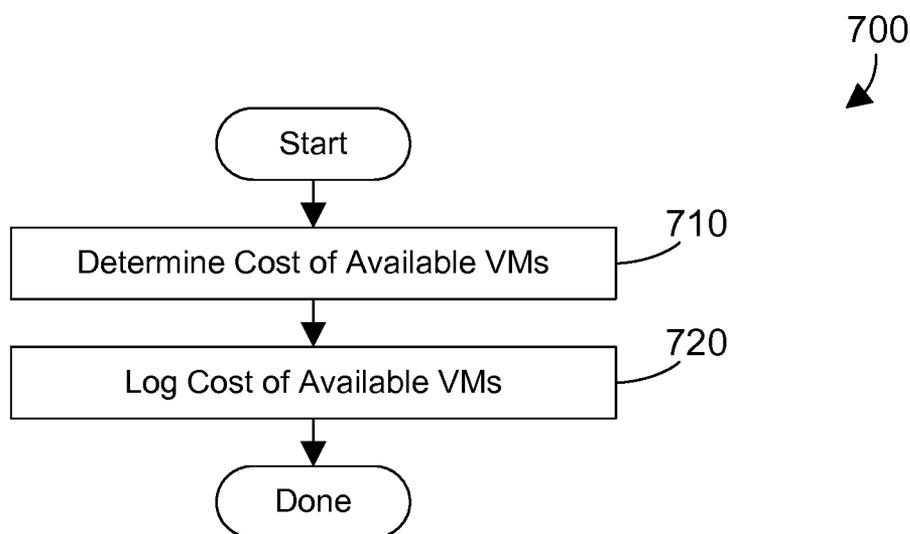 700
Start
710
Determine Cost of Available VMs
720
Log Cost of Available VMs
Done